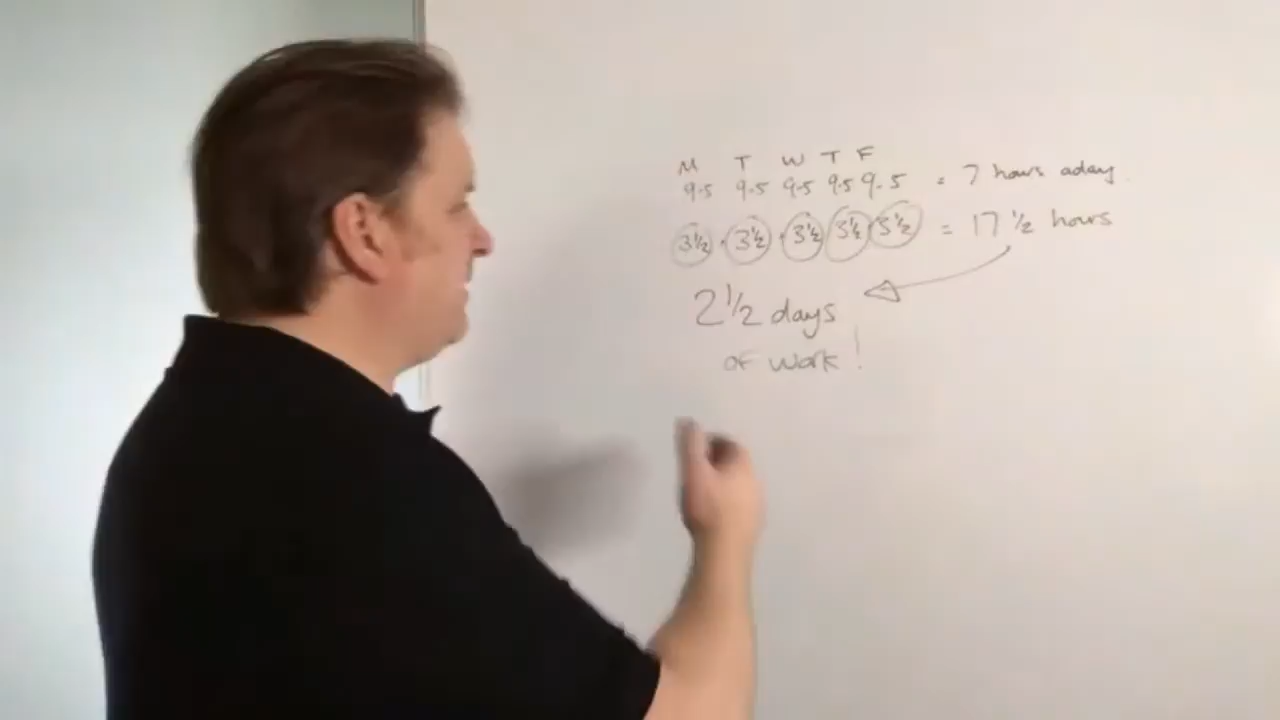 M T W T F
9.5 9.5 9.5 9.5 9.5 = 7 hours aday
3½ . 3½ . 3½ 3½ 3½ = 17 ½ hours
2½ days
of work!